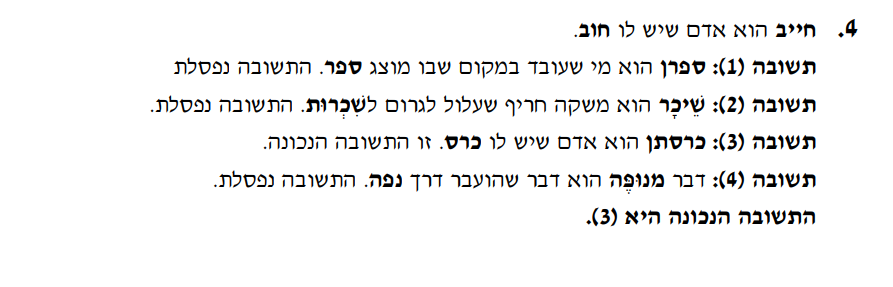 4. חייב הוא אדם שיש לו חוב.
תשובה (1): ספרן הוא מי שעובד במקום שבו מוצג ספר. התשובה נפסלת
תשובה (2): שֵׁיכָר הוא משקה חריף שעלול לגרום לשִׁכְרוּת. התשובה נפסלת.
תשובה (3): כרסתן הוא אדם שיש לו כרס. זו התשובה הנכונה.
תשובה (4): דבר מנוּפֶּה הוא דבר שהועבר דרך נפה. התשובה נפסלת.
התשובה הנכונה היא (3).